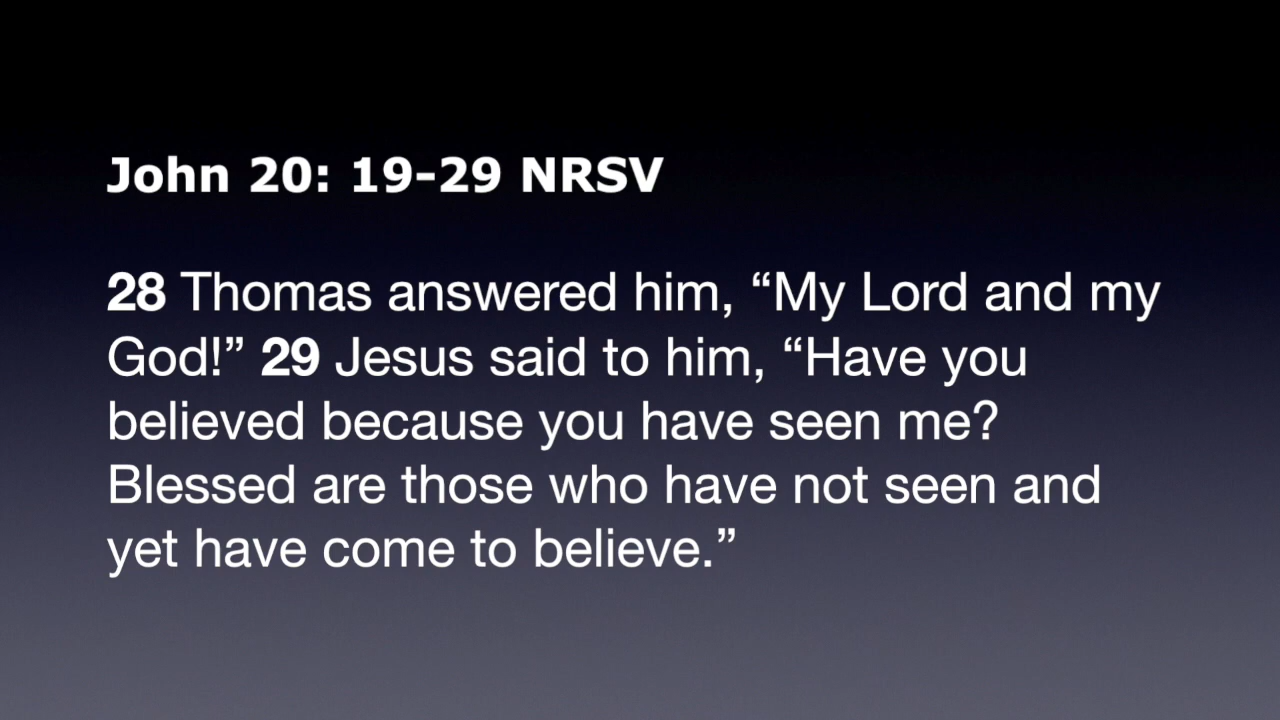 John 20: 19-29 NRSV
28 Thomas answered him, “My Lord and my
God!” 29 Jesus said to him, “Have you
believed because you have seen me?
Blessed are those who have not seen and
yet have come to believe.”